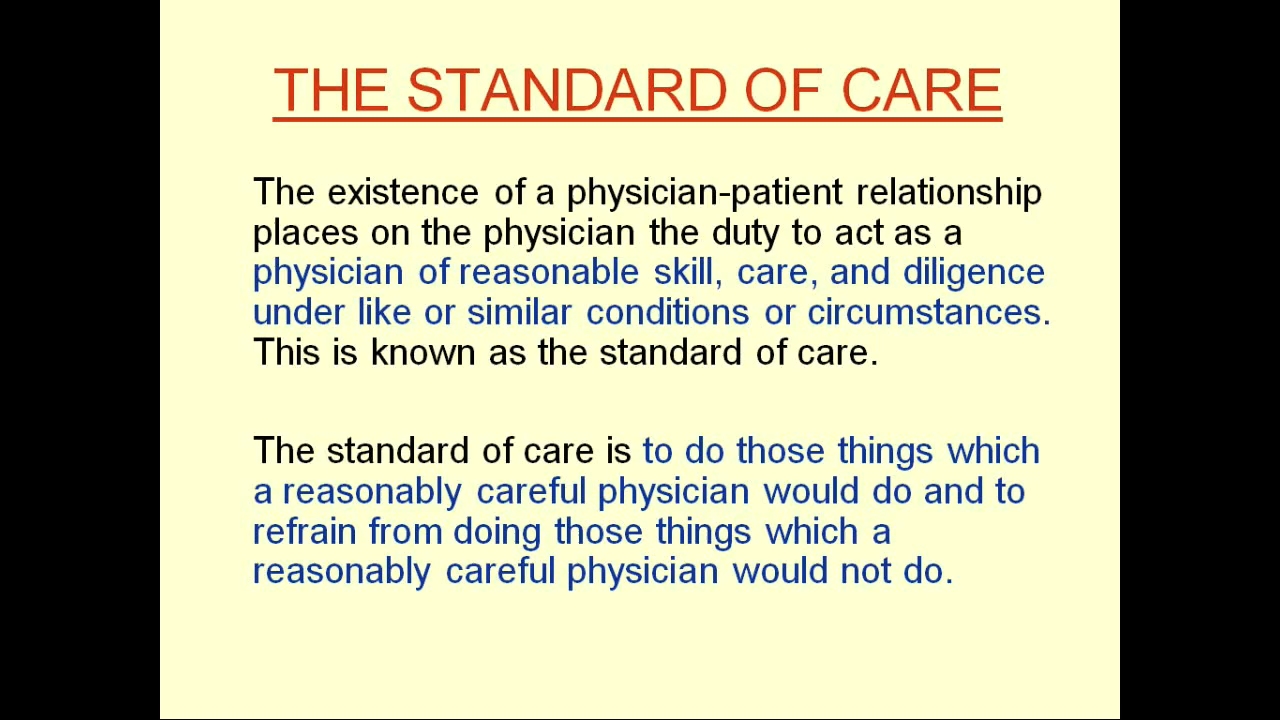 THE STANDARD OF CARE
The existence of a physician-patient relationship
places on the physician the duty to act as a
physician of reasonable skill, care, and diligence
under like or similar conditions or circumstances.
This is known as the standard of care.
The standard of care is to do those things which
a reasonably careful physician would do and to
refrain from doing those things which a
reasonably careful physician would not do.